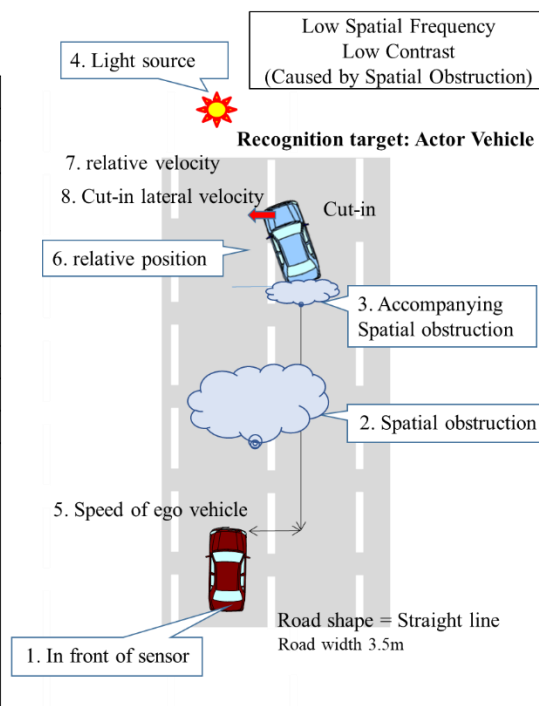 Low Spatial Frequency
Low Contrast
(Caused by Spatial Obstruction)
4. Light source
Recognition target: Actor Vehicle
7. relative velocity
8. Cut-in lateral velocity
Cut-in
6. relative position
3. Accompanying
Spatial obstruction
2. Spatial obstruction
5. Speed of ego vehicle
Road shape = Straight line
Road width 3.5m
1. In front of sensor